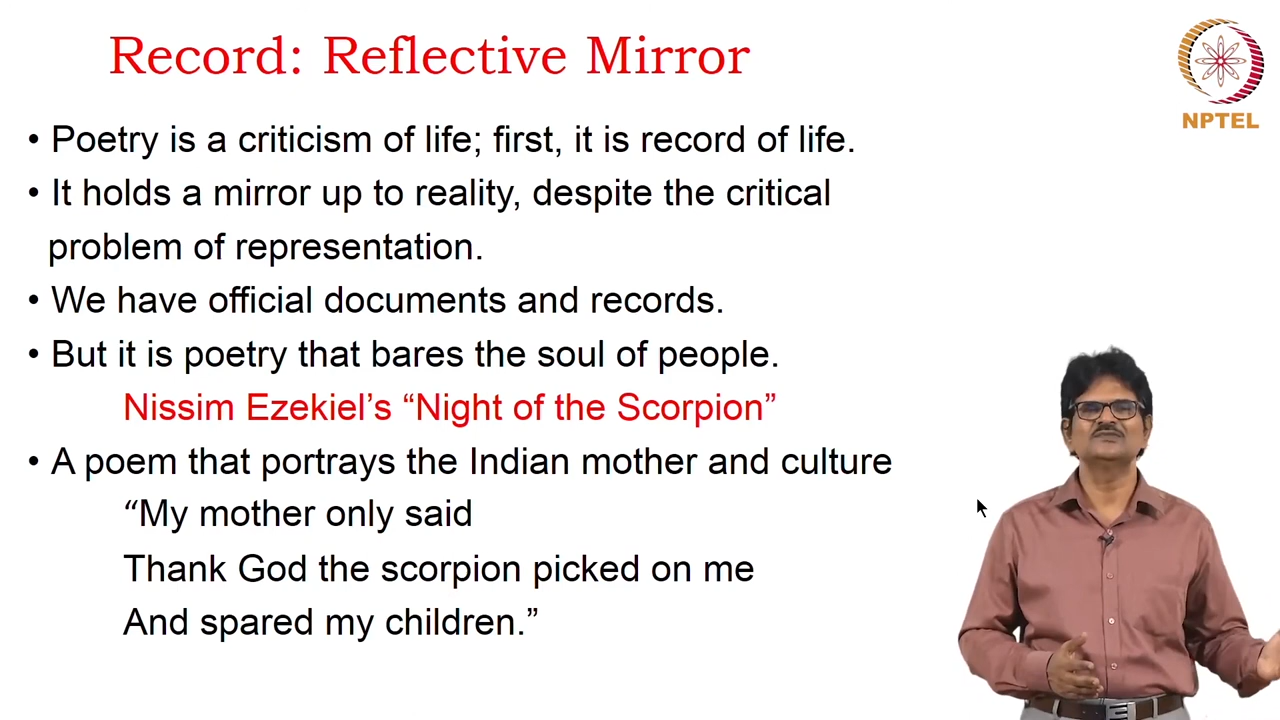 Record: Reflective Mirror
NPTEL
• Poetry is a criticism of life; first, it is record of life.
• It holds a mirror up to reality, despite the critical
problem of representation.
• We have official documents and records.
• But it is poetry that bares the soul of people.
Nissim Ezekiel’s “Night of the Scorpion”
• A poem that portrays the Indian mother and culture
“My mother only said
Thank God the scorpion picked on me
And spared my children.”